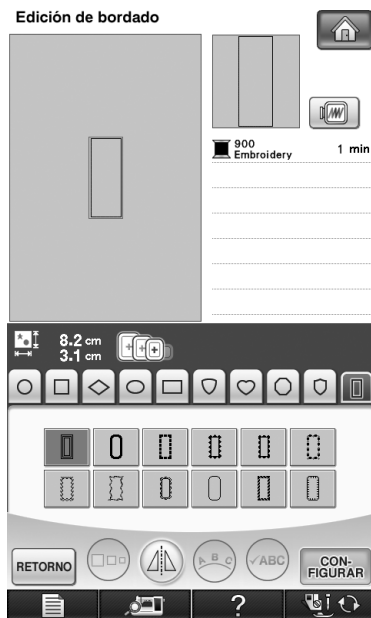 Edición de bordado
900
Embroidery
1 min
8.2 cm
3.1 cm
RETORNO
A B C
✓ABC
CON-
FIGURAR
?